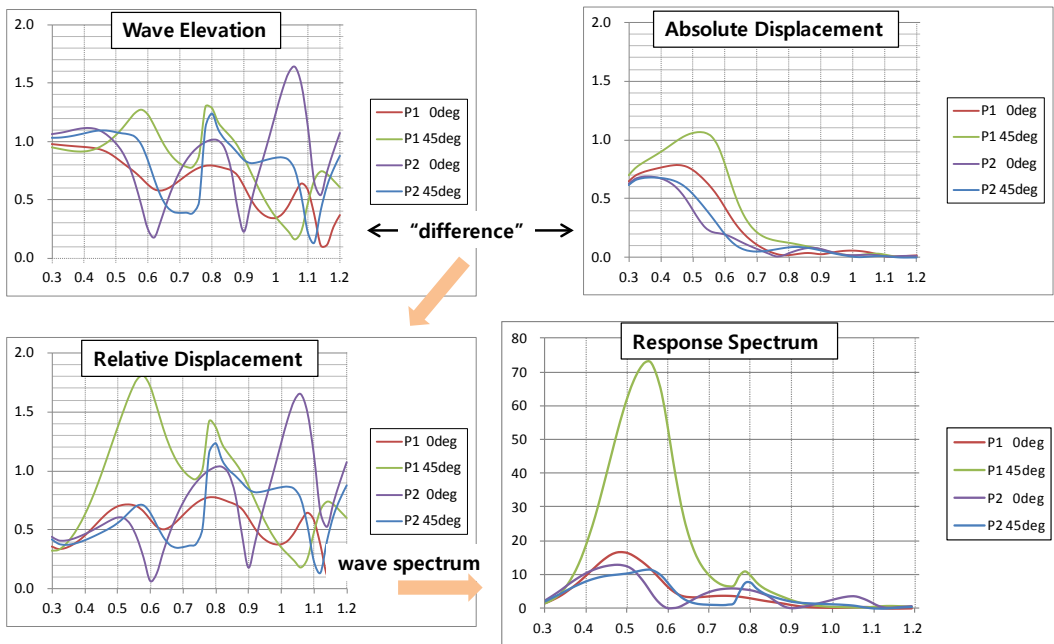 Wave Elevation
2.0
1.5
1.0
0.5
0.0
0.3 0.4 0.5 0.6 0.7 0.8 0.9 1 1.1 1.2
P1 0deg
P1 45deg
P2 0deg
P2 45deg
Absolute Displacement
2.0
1.5
1.0
0.5
0.0
0.3 0.4 0.5 0.6 0.7 0.8 0.9 1 1.1 1.2
P1 0deg
P1 45deg
P2 0deg
P2 45deg
“difference”
Relative Displacement
2.0
1.5
1.0
0.5
0.0
0.3 0.4 0.5 0.6 0.7 0.8 0.9 1 1.1 1.2
P1 0deg
P1 45deg
P2 0deg
P2 45deg
wave spectrum
Response Spectrum
80
70
60
50
40
30
20
10
0
0.3 0.4 0.5 0.6 0.7 0.8 0.9 1.0 1.1 1.2
P1 0deg
P1 45deg
P2 0deg
P2 45deg